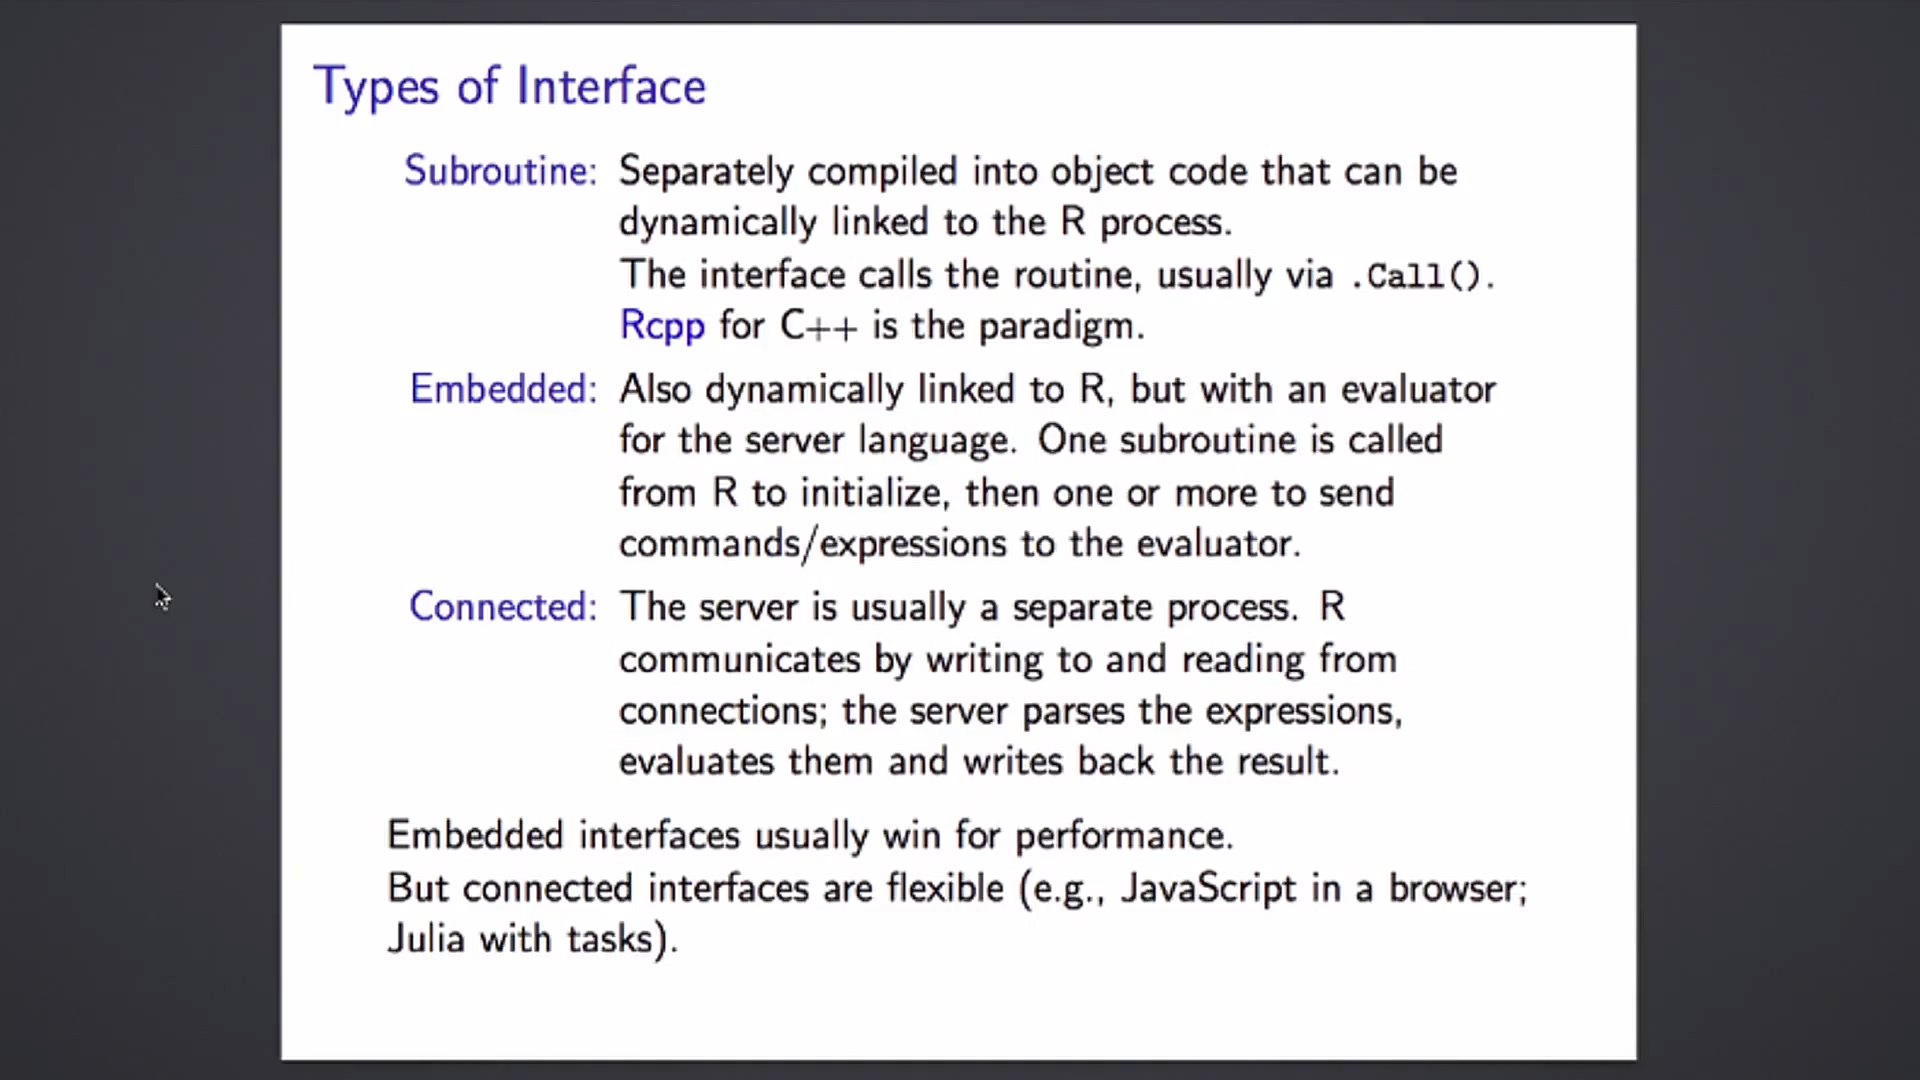 Types of Interface
Subroutine: Separately compiled into object code that can be
dynamically linked to the R process.
The interface calls the routine, usually via .Call().
Rcpp for C++ is the paradigm.
Embedded: Also dynamically linked to R, but with an evaluator
for the server language. One subroutine is called
from R to initialize, then one or more to send
commands/expressions to the evaluator.
Connected: The server is usually a separate process. R
communicates by writing to and reading from
connections; the server parses the expressions,
evaluates them and writes back the result.
Embedded interfaces usually win for performance.
But connected interfaces are flexible (e.g., JavaScript in a browser;
Julia with tasks).